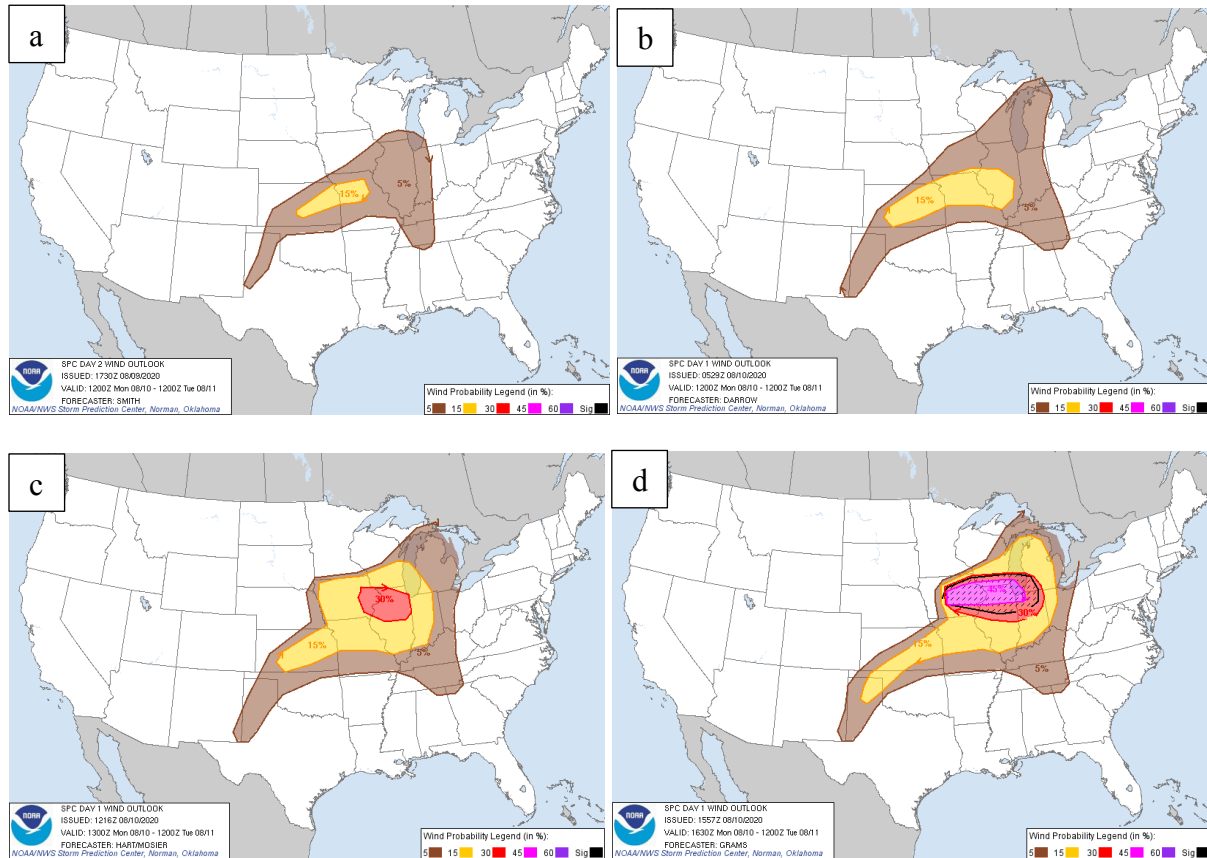 a
15%
5%
NOAA
SPC DAY 2 WIND OUTLOOK
ISSUED: 1730Z 08/09/2020
VALID: 1200Z Mon 08/10 - 1200Z Tue 08/11
FORECASTER: SMITH
NOAA/NWS Storm Prediction Center, Norman, Oklahoma
Wind Probability Legend (in %):
5 15 30 45 60 Sig
b
15%
5%
NOAA
SPC DAY 1 WIND OUTLOOK
ISSUED: 0529Z 08/10/2020
VALID: 1200Z Mon 08/10 - 1200Z Tue 08/11
FORECASTER: DARROW
NOAA/NWS Storm Prediction Center, Norman, Oklahoma
Wind Probability Legend (in %):
5 15 30 45 60 Sig
c
30%
15%
5%
NOAA
SPC DAY 1 WIND OUTLOOK
ISSUED: 1216Z 08/10/2020
VALID: 1300Z Mon 08/10 - 1200Z Tue 08/11
FORECASTER: HART/MOSIER
NOAA/NWS Storm Prediction Center, Norman, Oklahoma
Wind Probability Legend (in %):
5 15 30 45 60 Sig
d
45%
30%
15%
5%
NOAA
SPC DAY 1 WIND OUTLOOK
ISSUED: 1557Z 08/10/2020
VALID: 1630Z Mon 08/10 - 1200Z Tue 08/11
FORECASTER: GRAMS
NOAA/NWS Storm Prediction Center, Norman, Oklahoma
Wind Probability Legend (in %):
5 15 30 45 60 Sig